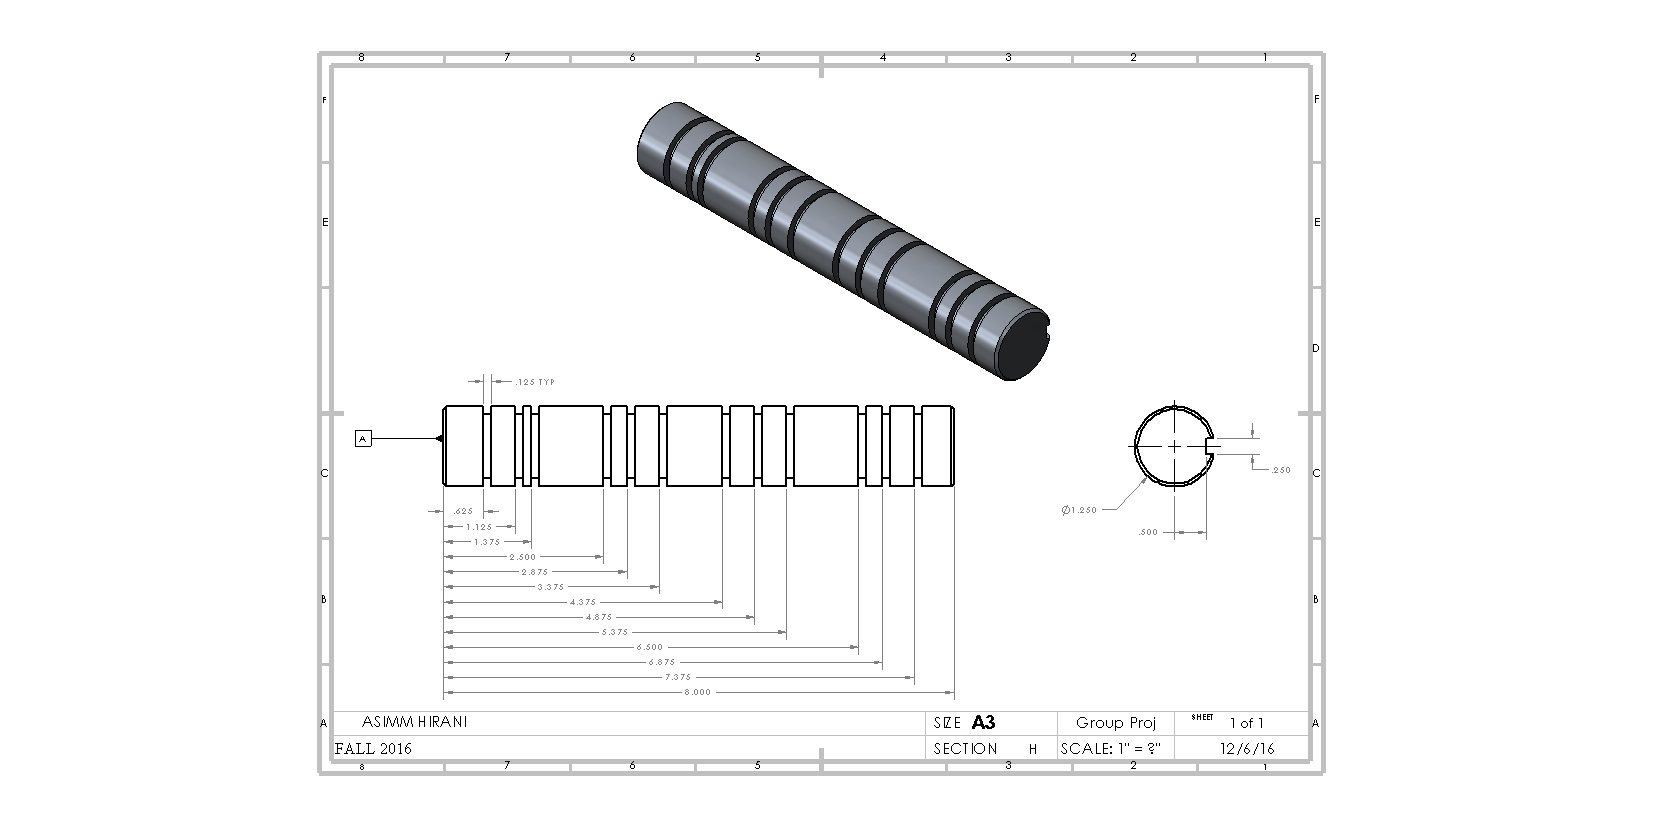 8 7 6 5 4 3 2 1
F F
E E
D
.125 TYP
A
C C
.250
.625
Ø1.250
1.125
.500
1.375
2.500
2.875
3.375
B B
4.375
4.875
5.375
6.500
6.875
7.375
8.000
A ASIMM HIRANI SIZE A3 Group Proj SHEET 1 of 1 A
FALL 2016 SECTION H SCALE: 1" = ?" 12/6/16
8 7 6 5 3 2 1